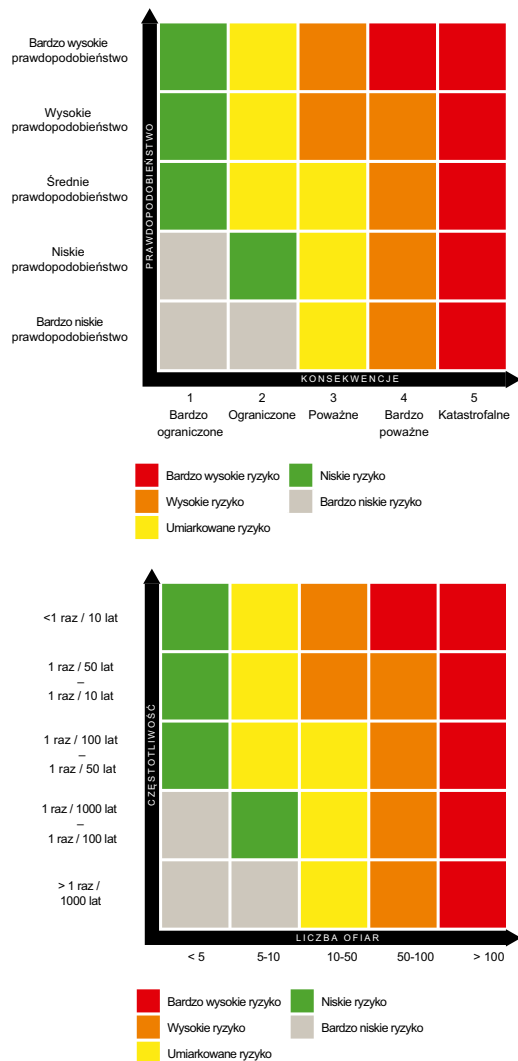 Bardzo wysokie
prawdopodobieństwo
Wysokie
prawdopodobieństwo
Średnie
prawdopodobieństwo
Niskie
prawdopodobieństwo
Bardzo niskie
prawdopodobieństwo
PRAWDOPODOBIEŃSTWO
KONSEKWENCJE
1
Bardzo
ograniczone
2
Ograniczone
3
Poważne
4
Bardzo
poważne
5
Katastrofalne
Bardzo wysokie ryzyko
Wysokie ryzyko
Umiarkowane ryzyko
Niskie ryzyko
Bardzo niskie ryzyko
<1 raz / 10 lat
1 raz / 50 lat
–
1 raz / 10 lat
1 raz / 100 lat
–
1 raz / 50 lat
1 raz / 1000 lat
–
1 raz / 100 lat
> 1 raz /
1000 lat
CZĘSTOTLIWOŚĆ
LICZBA OFIAR
< 5
5-10
10-50
50-100
> 100
Bardzo wysokie ryzyko
Wysokie ryzyko
Umiarkowane ryzyko
Niskie ryzyko
Bardzo niskie ryzyko